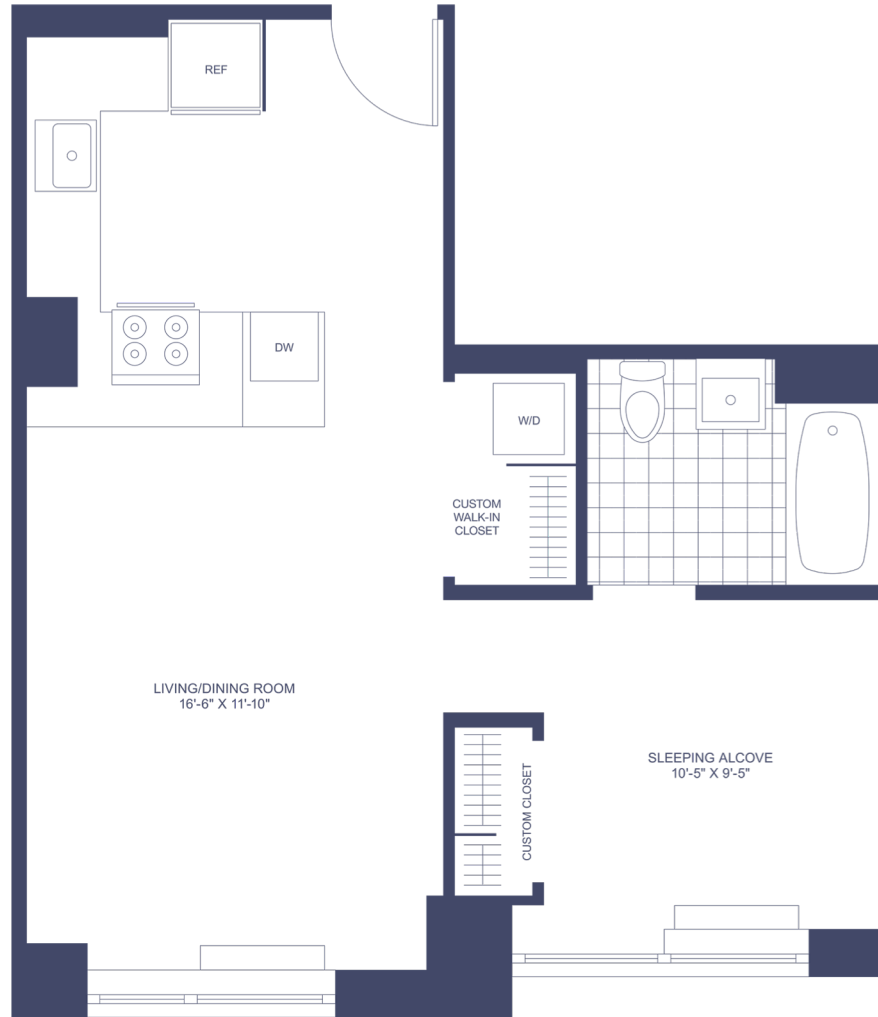 REF
DW
W/D
CUSTOM
WALK-IN
CLOSET
LIVING/DINING ROOM
16'-6" X 11'-10"
SLEEPING ALCOVE
10'-5" X 9'-5"
CUSTOM CLOSET